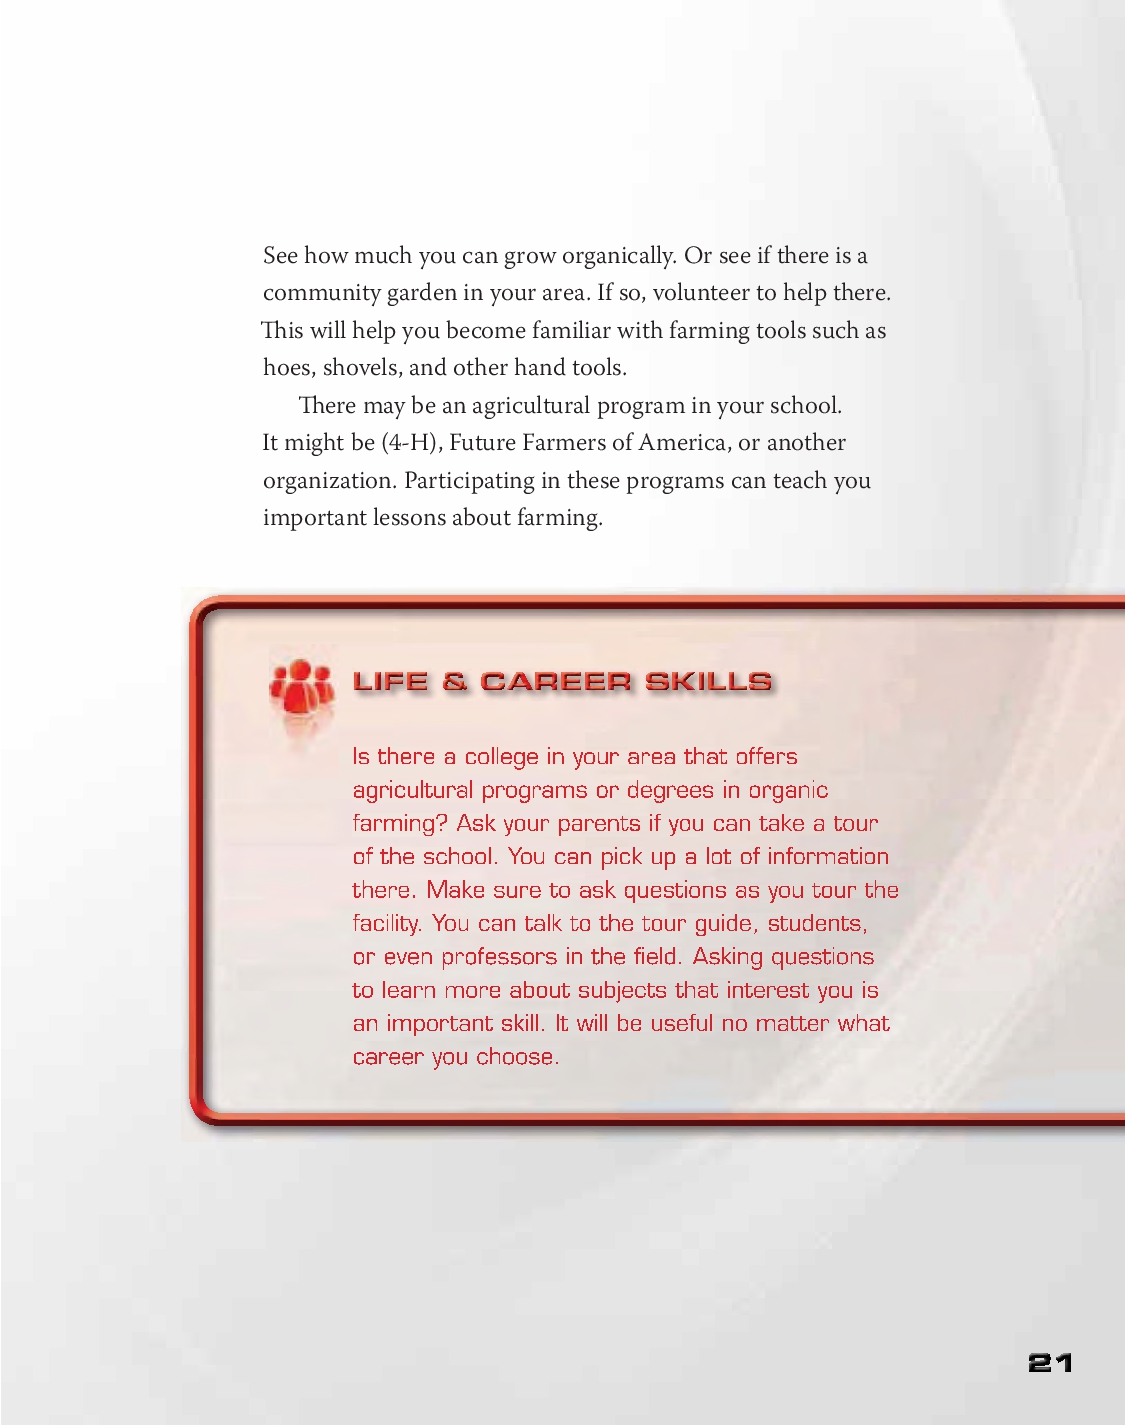 See how much you can grow organically. Or see if there is a
community garden in your area. If so, volunteer to help there.
This will help you become familiar with farming tools such as
hoes, shovels, and other hand tools.
There may be an agricultural program in your school.
It might be (4-H), Future Farmers of America, or another
organization. Participating in these programs can teach you
important lessons about farming.
LIFE & CAREER SKILLS
Is there a college in your area that offers
agricultural programs or degrees in organic
farming? Ask your parents if you can take a tour
of the school. You can pick up a lot of information
there. Make sure to ask questions as you tour the
facility. You can talk to the tour guide, students,
or even professors in the field. Asking questions
to learn more about subjects that interest you is
an important skill. It will be useful no matter what
career you choose.
21